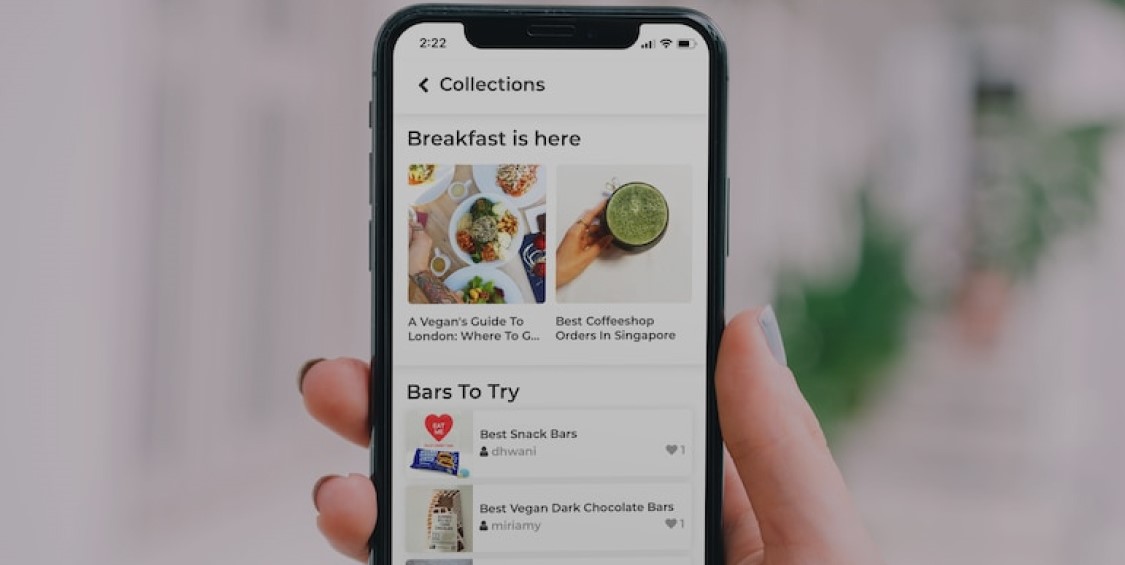 2:22
Collections
Breakfast is here
A Vegan's Guide To
London: Where To G...
Best Coffeeshop
Orders In Singapore
Bars To Try
EAT
ME
Best Snack Bars
dhwani
1
Best Vegan Dark Chocolate Bars
miriamy
1